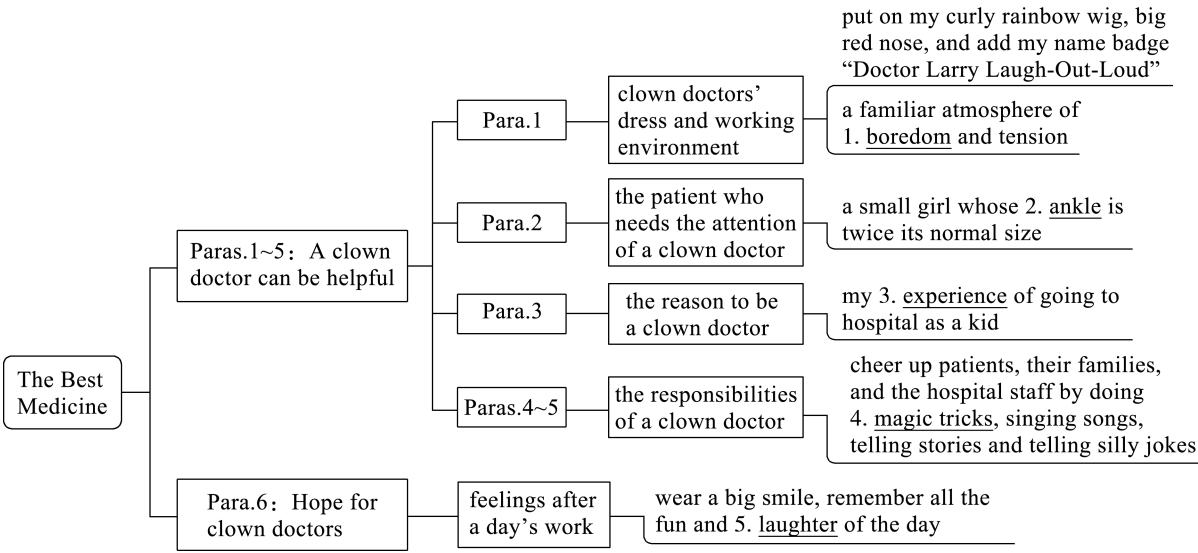 The Best
Medicine
Paras.1~5：A clown
doctor can be helpful
Para.1
clown doctors’
dress and working
environment
put on my curly rainbow wig, big
red nose, and add my name badge
“Doctor Larry Laugh-Out-Loud”
a familiar atmosphere of
1. boredom and tension
Para.2
the patient who
needs the attention
of a clown doctor
a small girl whose 2. ankle is
twice its normal size
Para.3
the reason to be
a clown doctor
my 3. experience of going to
hospital as a kid
Paras.4~5
the responsibilities
of a clown doctor
cheer up patients, their families,
and the hospital staff by doing
4. magic tricks, singing songs,
telling stories and telling silly jokes
Para.6：Hope for
clown doctors
feelings after
a day’s work
wear a big smile, remember all the
fun and 5. laughter of the day